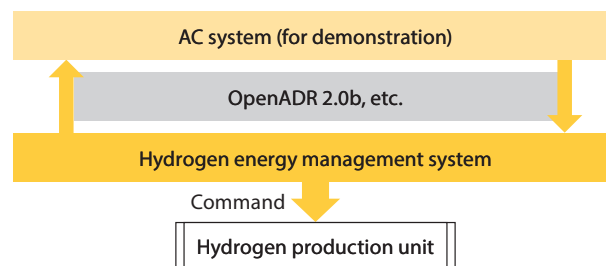 AC system (for demonstration)
OpenADR 2.0b, etc.
Hydrogen energy management system
Command
Hydrogen production unit